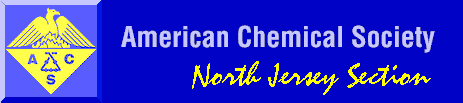 A C
S
American Chemical Society
North Jersey Section